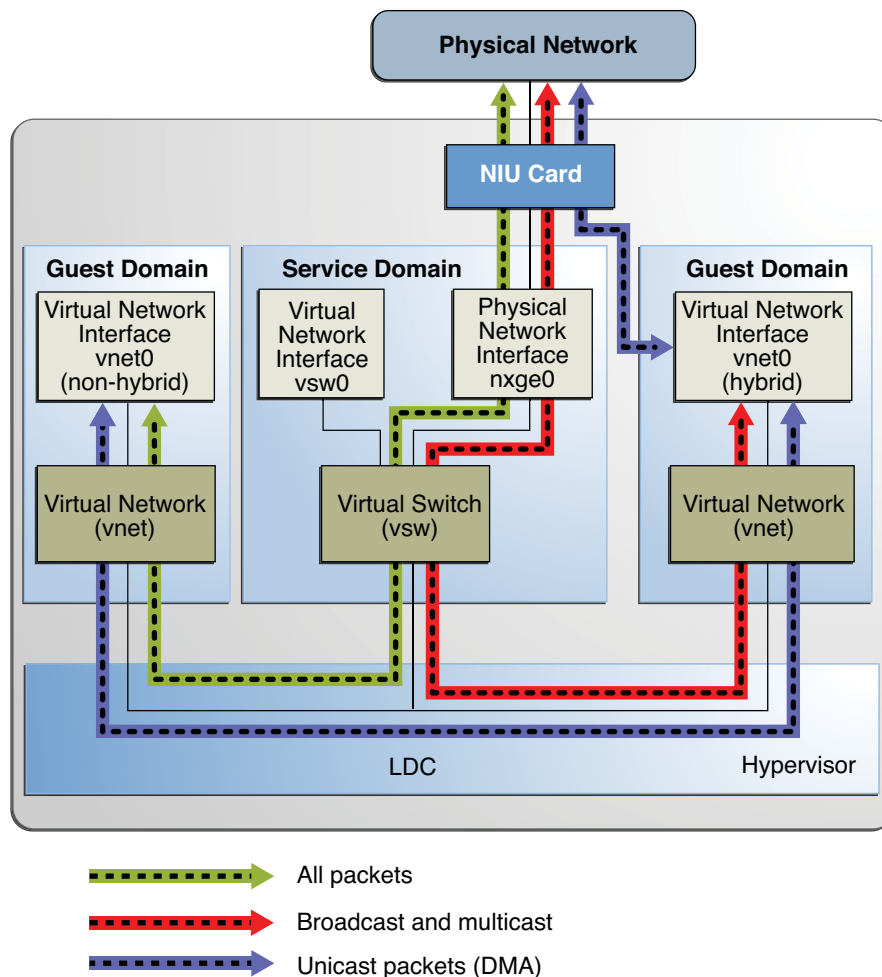 Physical Network
NIU Card
Guest Domain
Virtual Network
Interface
vnet0
(non-hybrid)
Virtual Network
(vnet)
Service Domain
Virtual
Network
Interface
vsw0
Physical
Network
Interface
nxge0
Virtual Switch
(vsw)
Guest Domain
Virtual Network
Interface
vnet0
(hybrid)
Virtual Network
(vnet)
LDC
Hypervisor
All packets
Broadcast and multicast
Unicast packets (DMA)